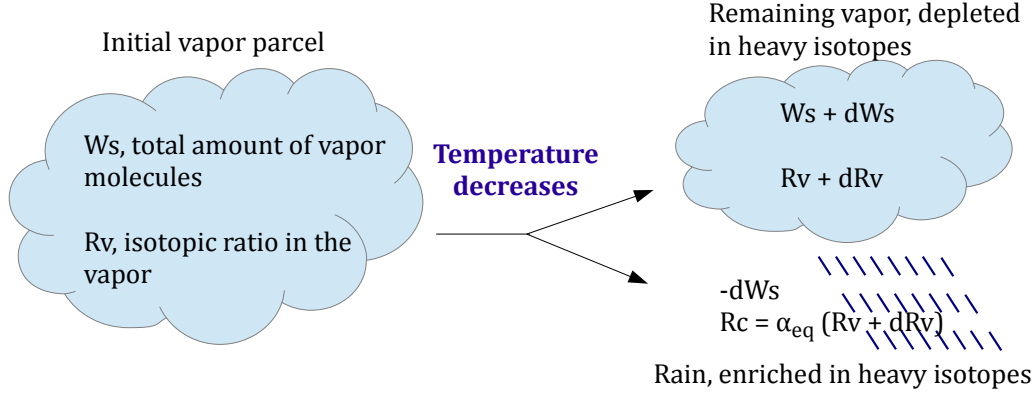 Initial vapor parcel
Ws, total amount of vapor
molecules
Rv, isotopic ratio in the
vapor
Temperature
decreases
Remaining vapor, depleted
in heavy isotopes
Ws + dWs
Rv + dRv
-dWs
Rc = α_eq (Rv + dRv)
Rain, enriched in heavy isotopes